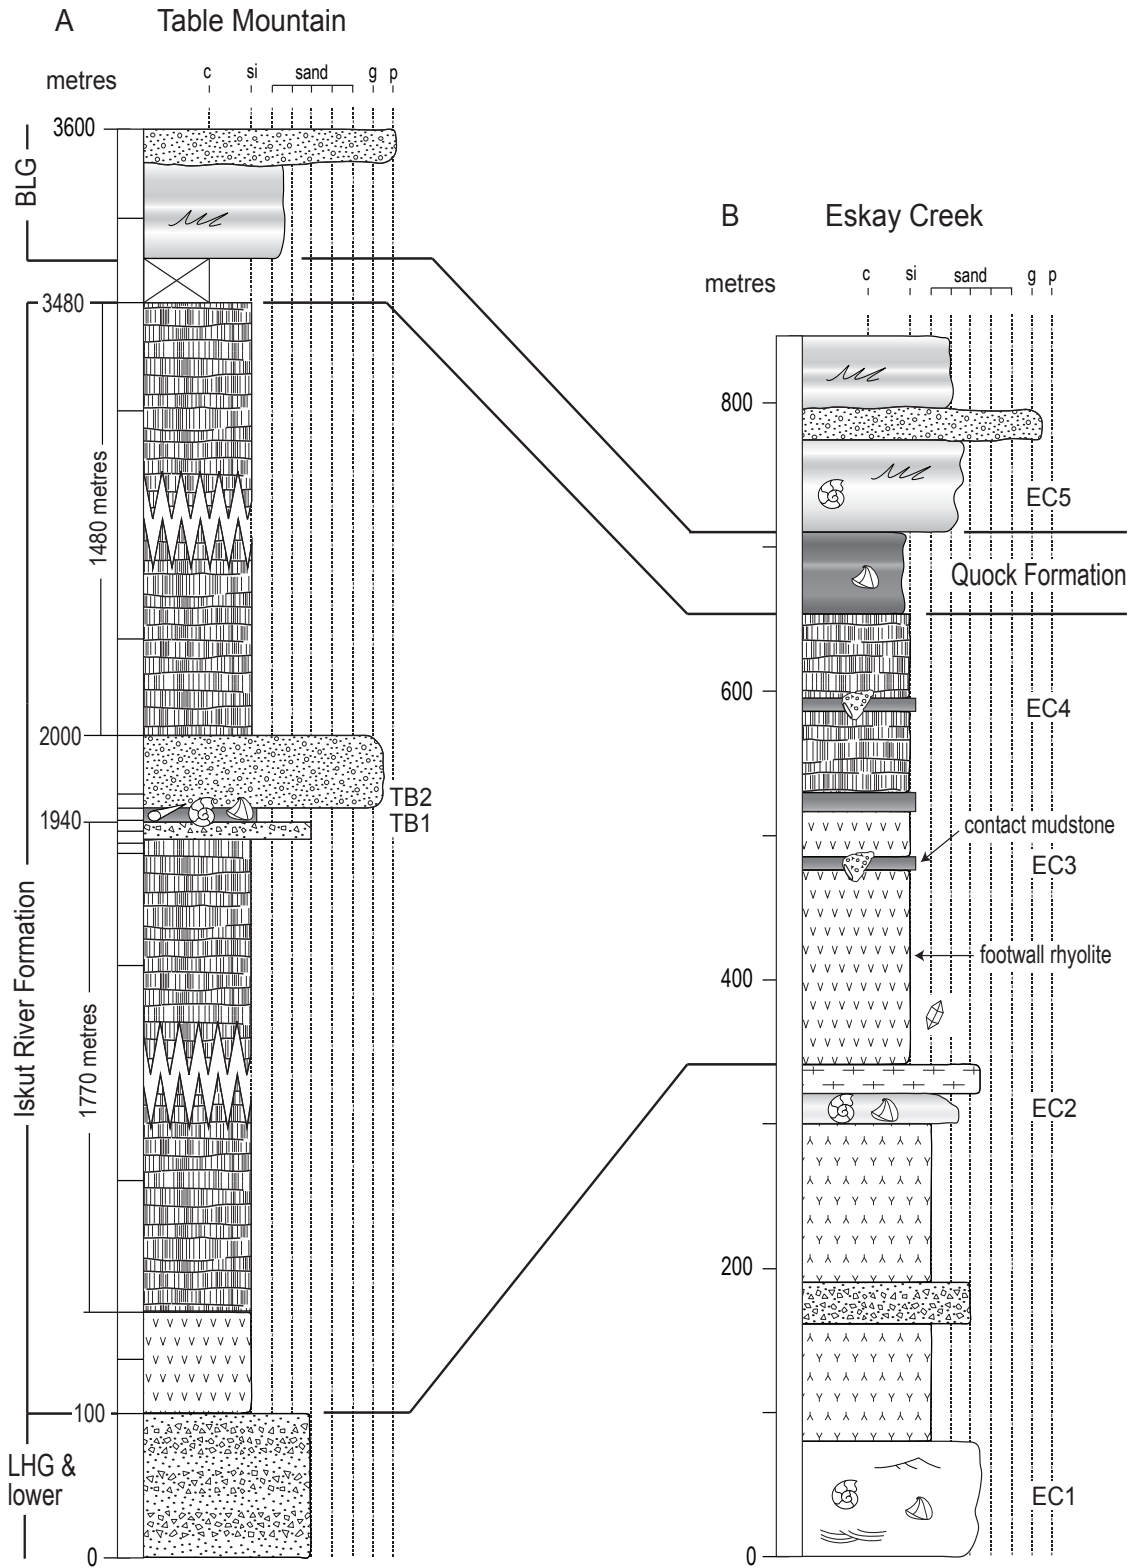 A Table Mountain
metres
c si sand g p
3600
BLG
3480
1480 metres
2000
TB2
1940
TB1
Iskut River Formation
1770 metres
100
LHG &
lower
0
B Eskay Creek
metres
c si sand g p
800
EC5
Quock Formation
600
EC4
contact mudstone
EC3
footwall rhyolite
400
EC2
200
EC1
0